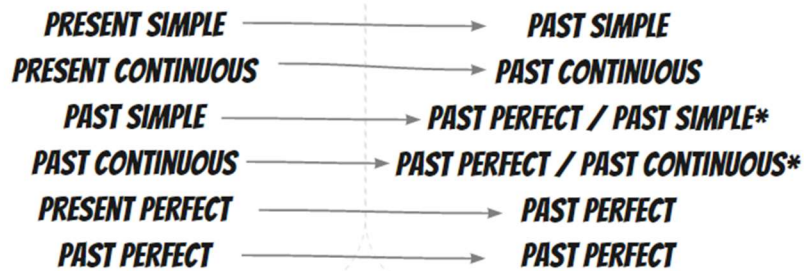 PRESENT SIMPLE PAST SIMPLE
PRESENT CONTINUOUS PAST CONTINUOUS
PAST SIMPLE PAST PERFECT / PAST SIMPLE*
PAST CONTINUOUS PAST PERFECT / PAST CONTINUOUS*
PRESENT PERFECT PAST PERFECT
PAST PERFECT PAST PERFECT